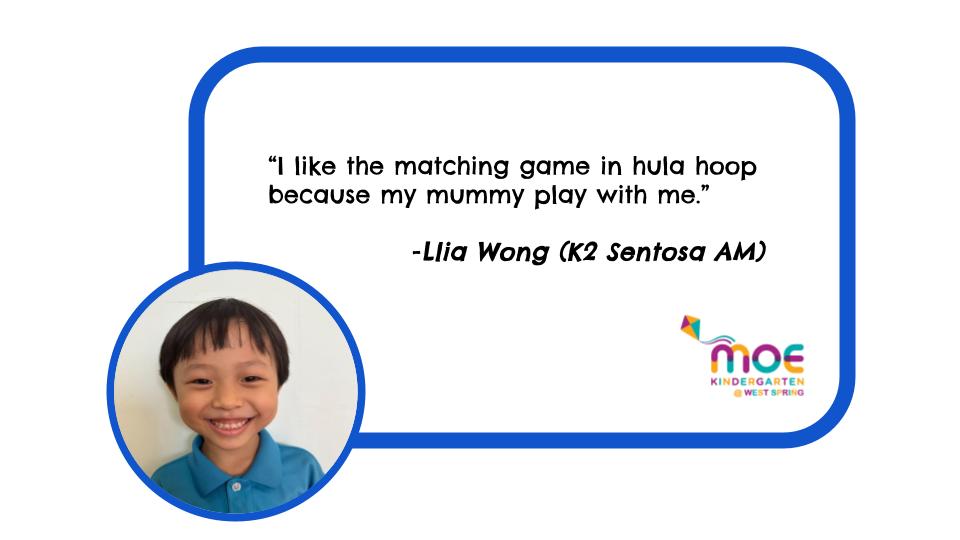 “I like the matching game in hula hoop
because my mummy play with me.”
-Llia Wong (K2 Sentosa AM)
moe
KINDERGARTEN
@ WEST SPRING